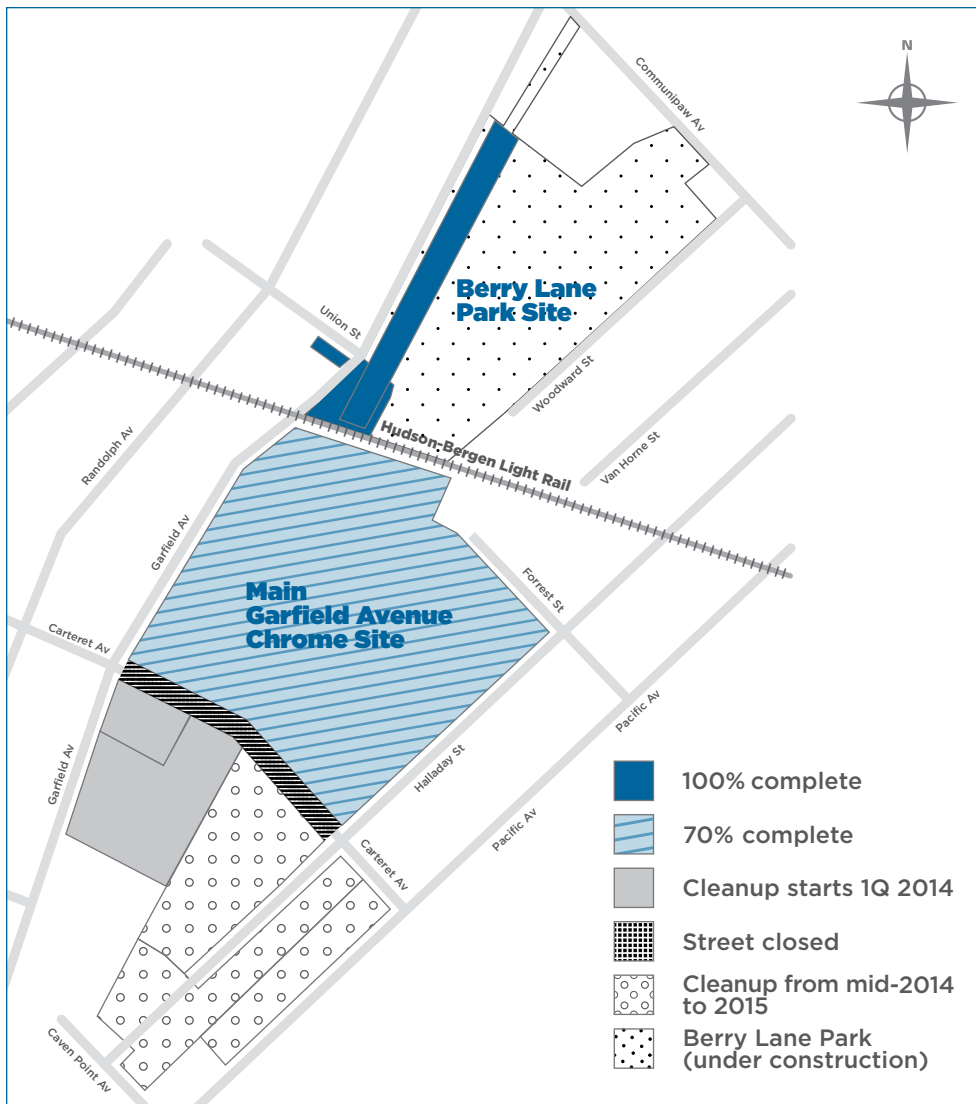 N
Communipaw Av
Berry Lane
Park Site
Union St
Woodward St
Hudson-Bergen Light Rail
Van Horne St
Randolph Av
Garfield Av
Forrest St
Main
Garfield Avenue
Chrome Site
Carteret Av
Pacific Av
Garfield Av
Halladay St
Pacific Av
Carteret Av
Caven Point Av
100% complete
70% complete
Cleanup starts 1Q 2014
Street closed
Cleanup from mid-2014
to 2015
Berry Lane Park
(under construction)